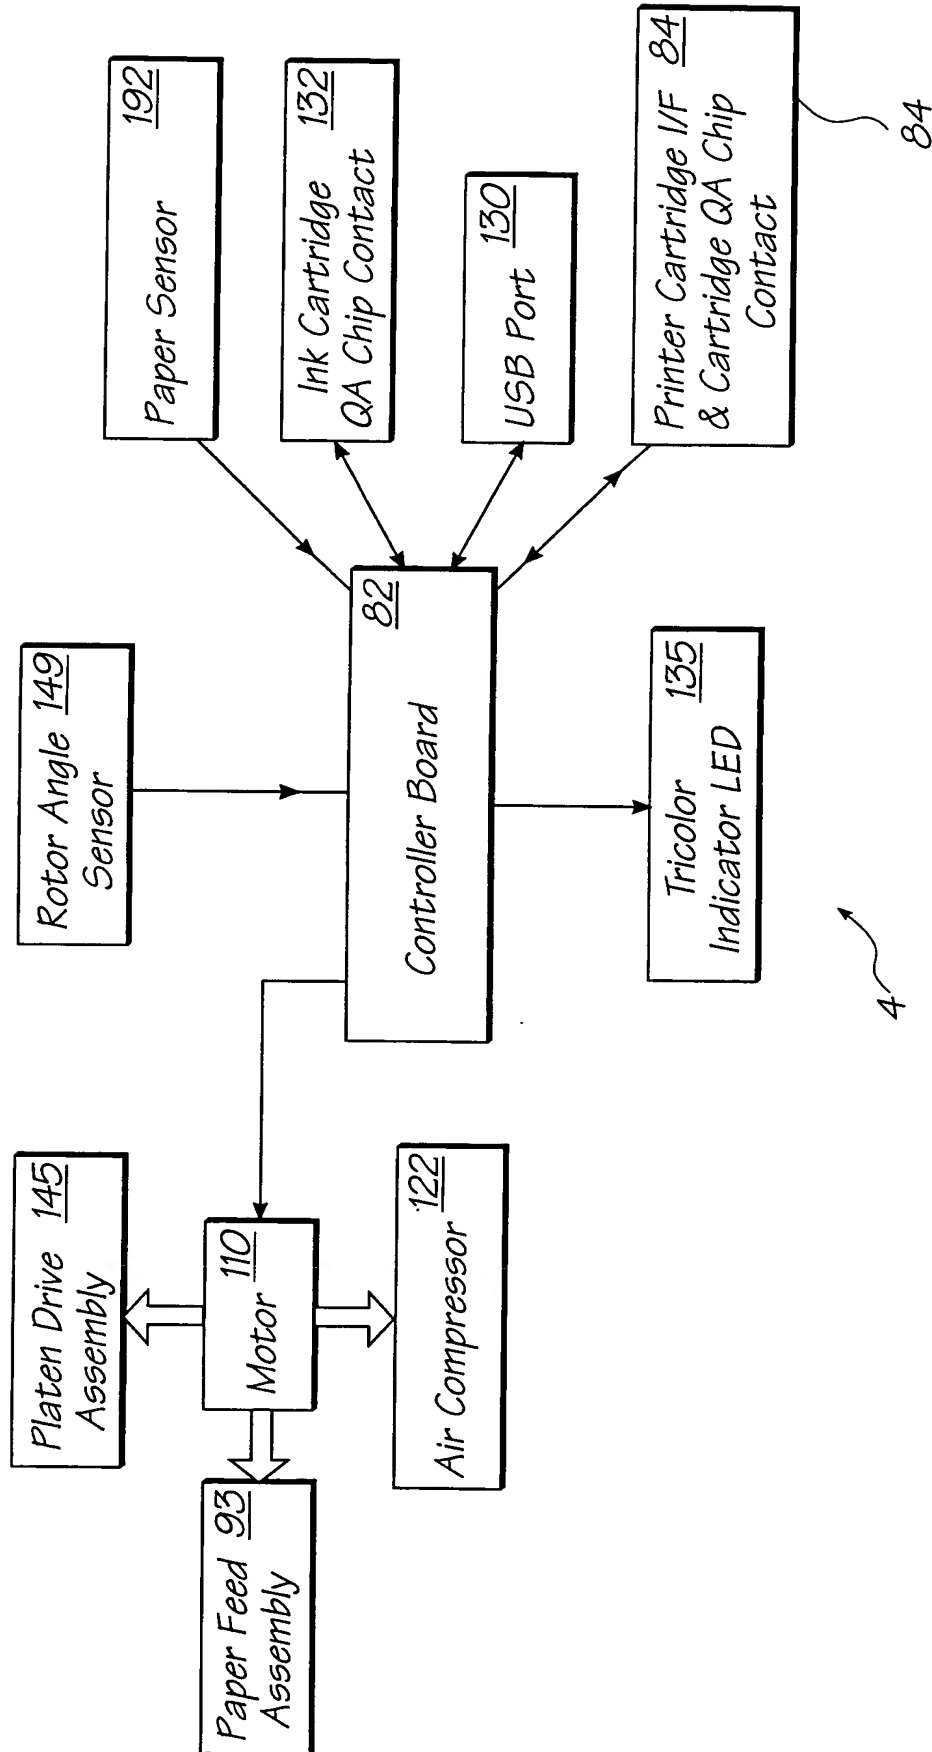 Platen Drive 145
Assembly
Rotor Angle 149
Sensor
Paper Sensor 192
Paper Feed 93
Assembly
Motor 110
Controller Board 82
Ink Cartridge 132
QA Chip Contact
Air Compressor 122
USB Port 130
Tricolor 135
Indicator LED
Printer Cartridge I/F 84
& Cartridge QA Chip
Contact
84
4